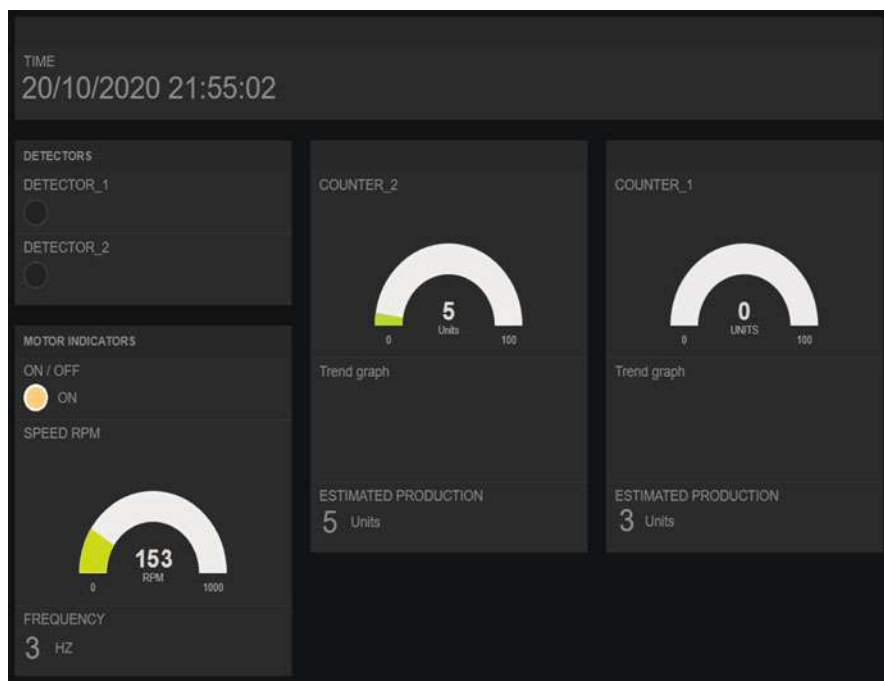 TIME
20/10/2020 21:55:02
DETECTORS
DETECTOR_1
DETECTOR_2
MOTOR INDICATORS
ON / OFF
ON
SPEED RPM
153
RPM
0
1000
FREQUENCY
3 HZ
COUNTER_2
5
Units
0
100
Trend graph
ESTIMATED PRODUCTION
5 Units
COUNTER_1
0
UNITS
0
100
Trend graph
ESTIMATED PRODUCTION
3 Units